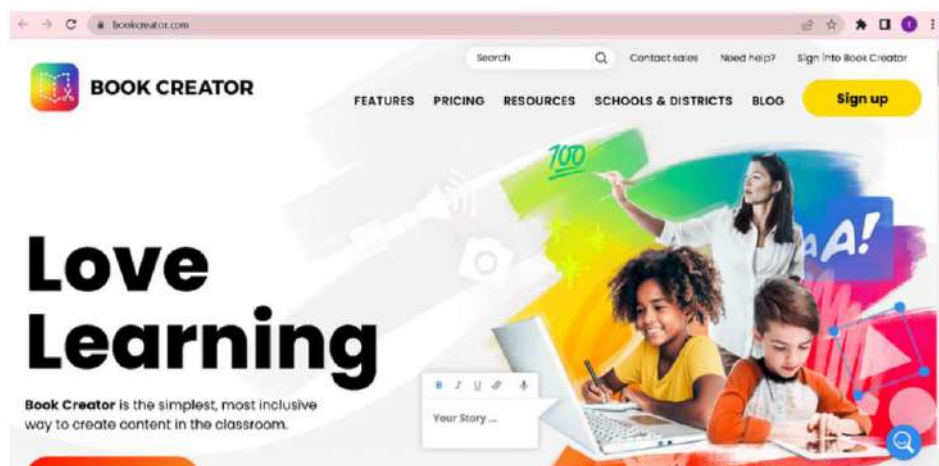 bookcreator.com
Search
Contact sales
Need help?
Sign into Book Creator
BOOK CREATOR
FEATURES
PRICING
RESOURCES
SCHOOLS & DISTRICTS
BLOG
Sign up
100
AA!
Love
Learning
Book Creator is the simplest, most inclusive
way to create content in the classroom.
B I U
Your Story ...